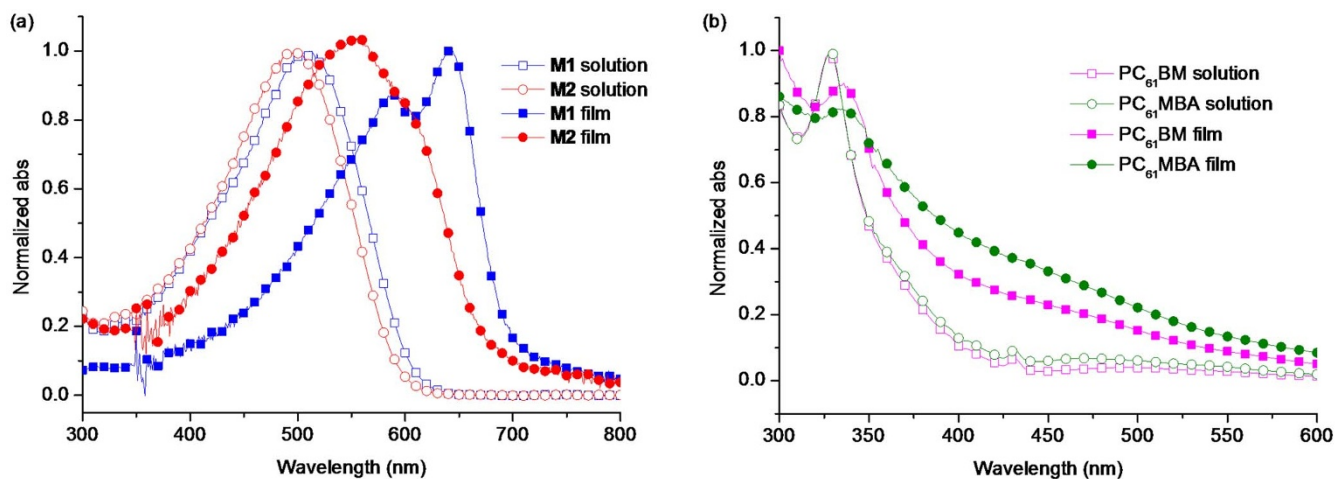 (a)
Normalized abs
1.0
0.8
0.6
0.4
0.2
0.0
300 400 500 600 700 800
Wavelength (nm)
M1 solution
M2 solution
M1 film
M2 film
(b)
Normalized abs
1.0
0.8
0.6
0.4
0.2
0.0
300 350 400 450 500 550 600
Wavelength (nm)
PC₆₁BM solution
PC₆₁MBA solution
PC₆₁BM film
PC₆₁MBA film